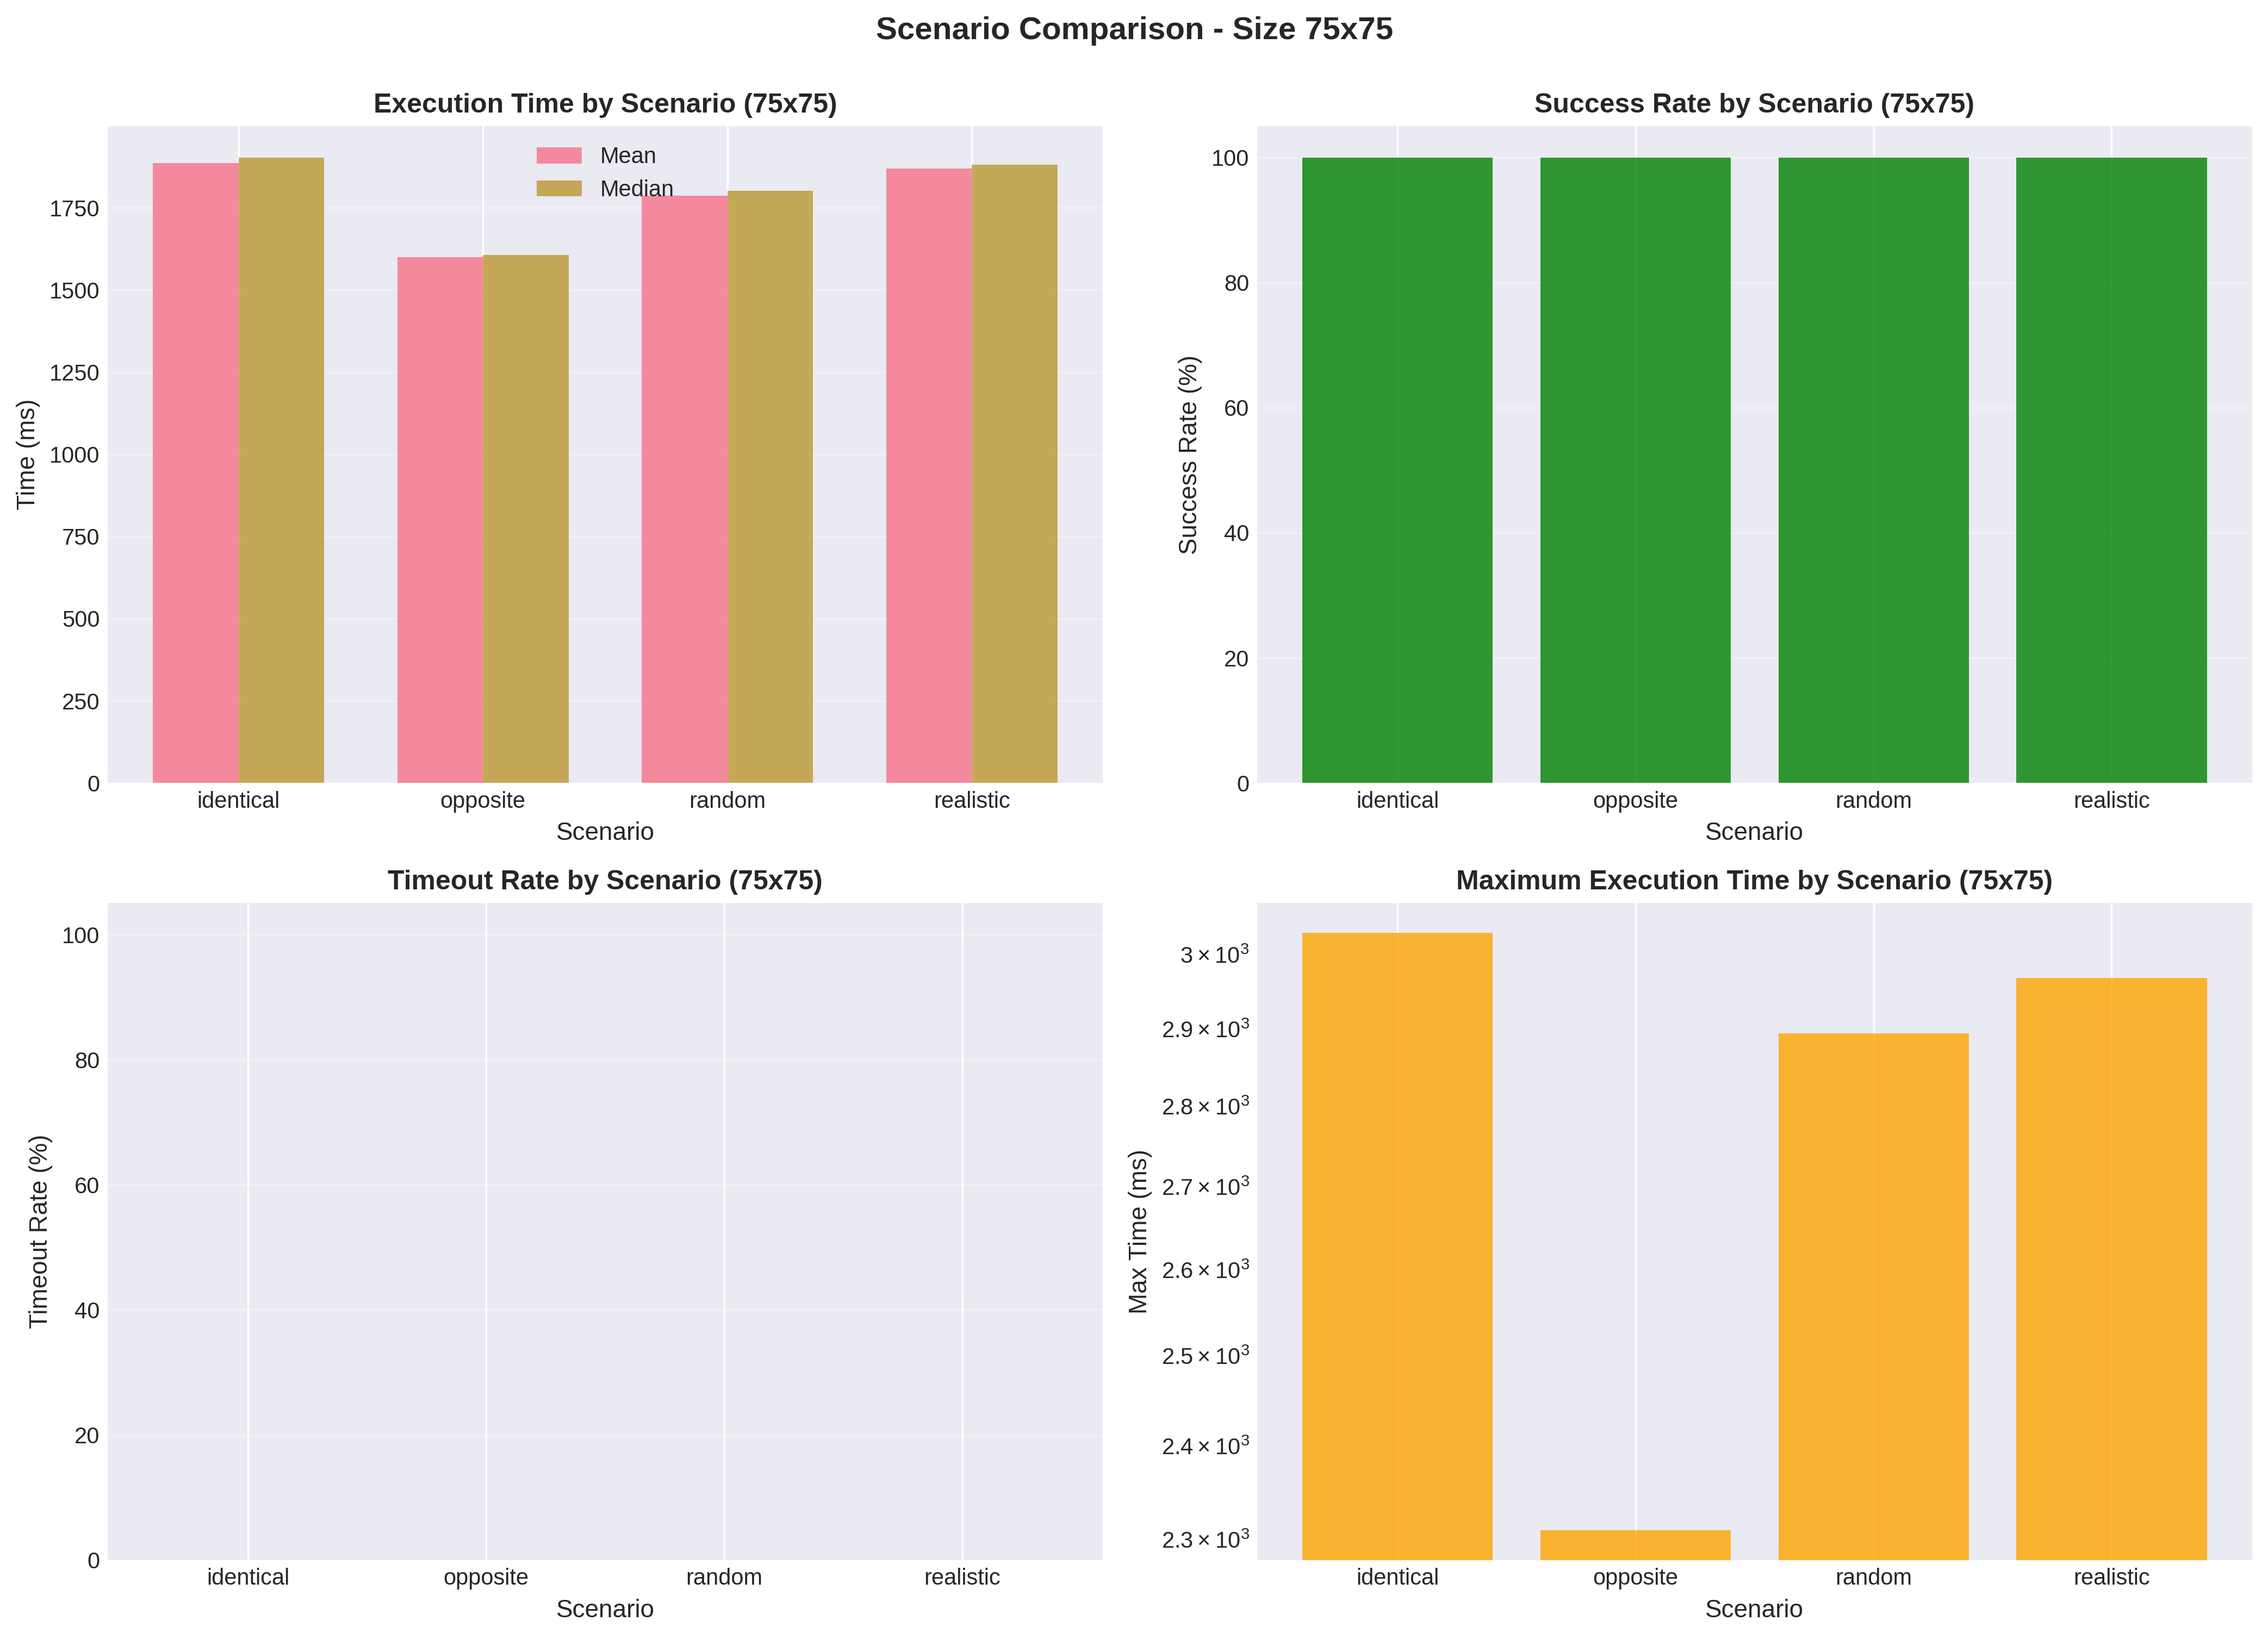 Scenario Comparison - Size 75x75
Execution Time by Scenario (75x75)
Mean
Median
Time (ms)
1750
1500
1250
1000
750
500
250
0
identical opposite random realistic
Scenario
Success Rate by Scenario (75x75)
Success Rate (%)
100
80
60
40
20
0
identical opposite random realistic
Scenario
Timeout Rate by Scenario (75x75)
Timeout Rate (%)
100
80
60
40
20
0
identical opposite random realistic
Scenario
Maximum Execution Time by Scenario (75x75)
Max Time (ms)
3 × 10³
2.9 × 10³
2.8 × 10³
2.7 × 10³
2.6 × 10³
2.5 × 10³
2.4 × 10³
2.3 × 10³
identical opposite random realistic
Scenario